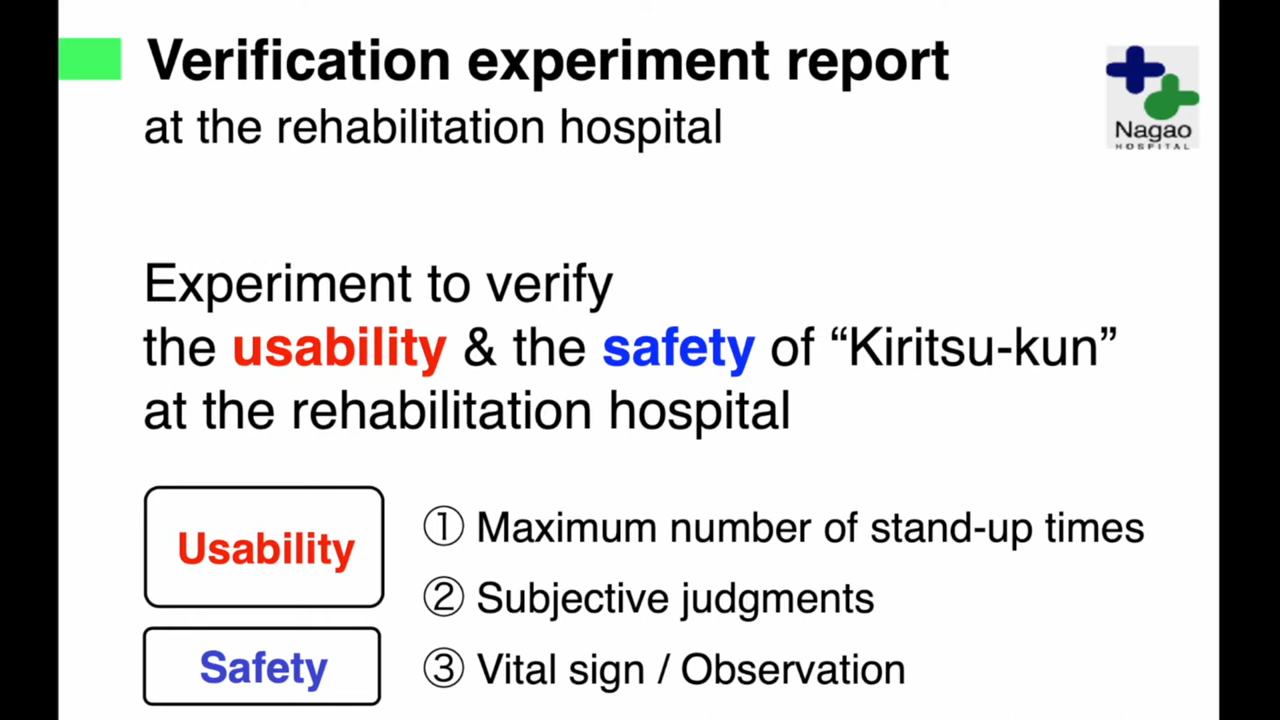 Verification experiment report
at the rehabilitation hospital
Nagao
HOSPITAL
Experiment to verify
the usability & the safety of “Kiritsu-kun”
at the rehabilitation hospital
Usability
① Maximum number of stand-up times
② Subjective judgments
Safety
③ Vital sign / Observation